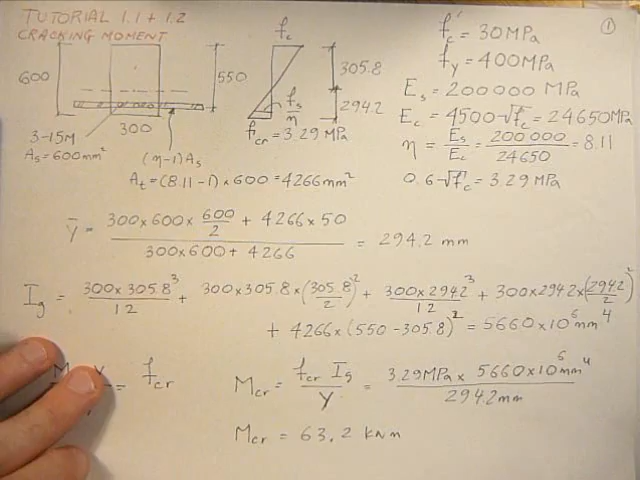 TUTORIAL 1.1 + 1.2
CRACKING MOMENT
1
600
550
300
3-15M
As = 600mm²
(η-1)As
At = (8.11-1) × 600 = 4266mm²
fc
305.8
294.2
fs/η
fcr = 3.29 MPa
f'c = 30MPa
fy = 400MPa
Es = 200000 MPa
Ec = 4500√f'c = 24650MPa
η = Es/Ec = 200000/24650 = 8.11
0.6√f'c = 3.29 MPa
Ȳ = (300×600×600/2 + 4266×50)/(300×600+4266) = 294.2 mm
Ig = 300×305.8³/12 + 300×305.8×(305.8/2)² + 300×294.2³/12 + 300×294.2×(294.2/2)²
+ 4266×(550-305.8)² = 5660×10⁶mm⁴
= fcr
Mcr = fcr Ig/Y = 3.29MPa × 5660×10⁶mm⁴/294.2mm
Mcr = 63.2 kNm